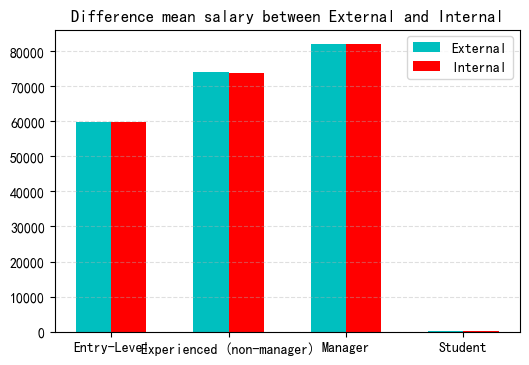 Difference mean salary between External and Internal
External
Internal
80000
70000
60000
50000
40000
30000
20000
10000
0
Entry-Level Experienced (non-manager) Manager Student